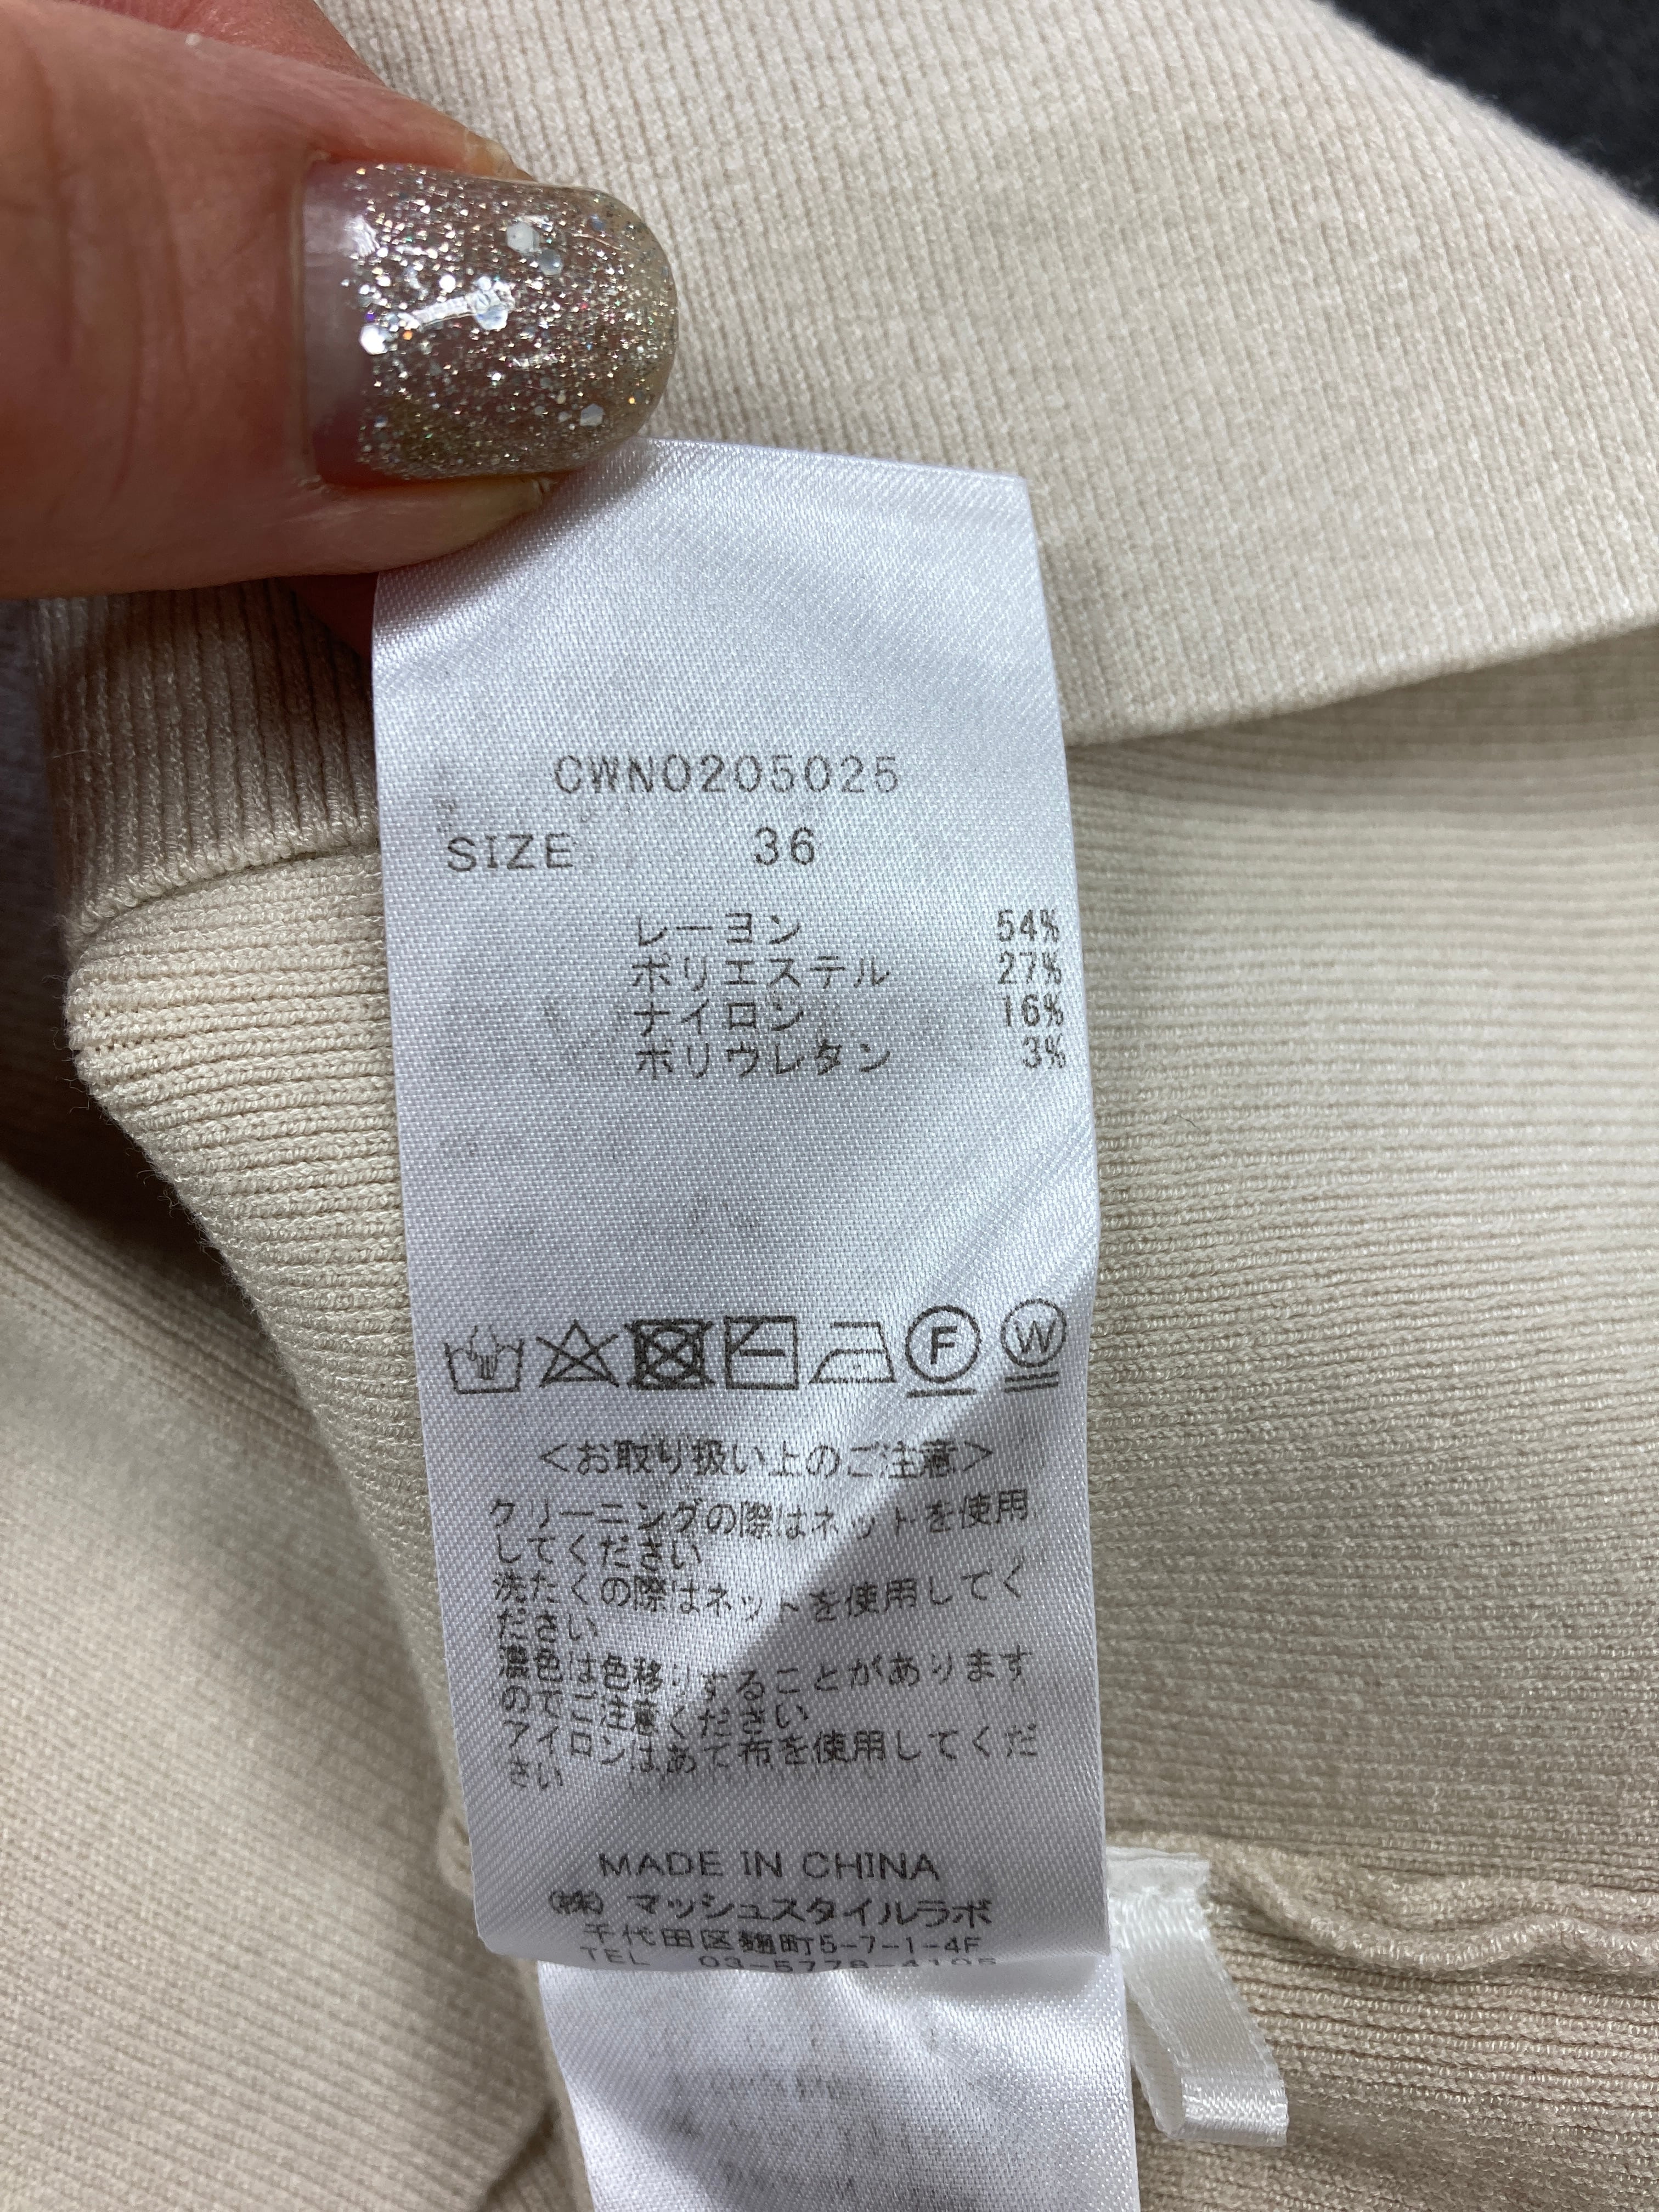 CWNO205025
SIZE 36
レーヨン 54%
ポリエステル 27%
ナイロン 16%
ポリウレタン 3%
F W
<お取り扱い上のご注意>
クリーニングの際はネットを使用
してください
洗たくの際はネットを使用してく
ださい
濃色は色移りすることがあります
のでご注意ください
アイロンはあて布を使用してくだ
さい
MADE IN CHINA
㈱ マッシュスタイルラボ
千代田区麹町5-7-1-4F
TEL 03-5778-4105